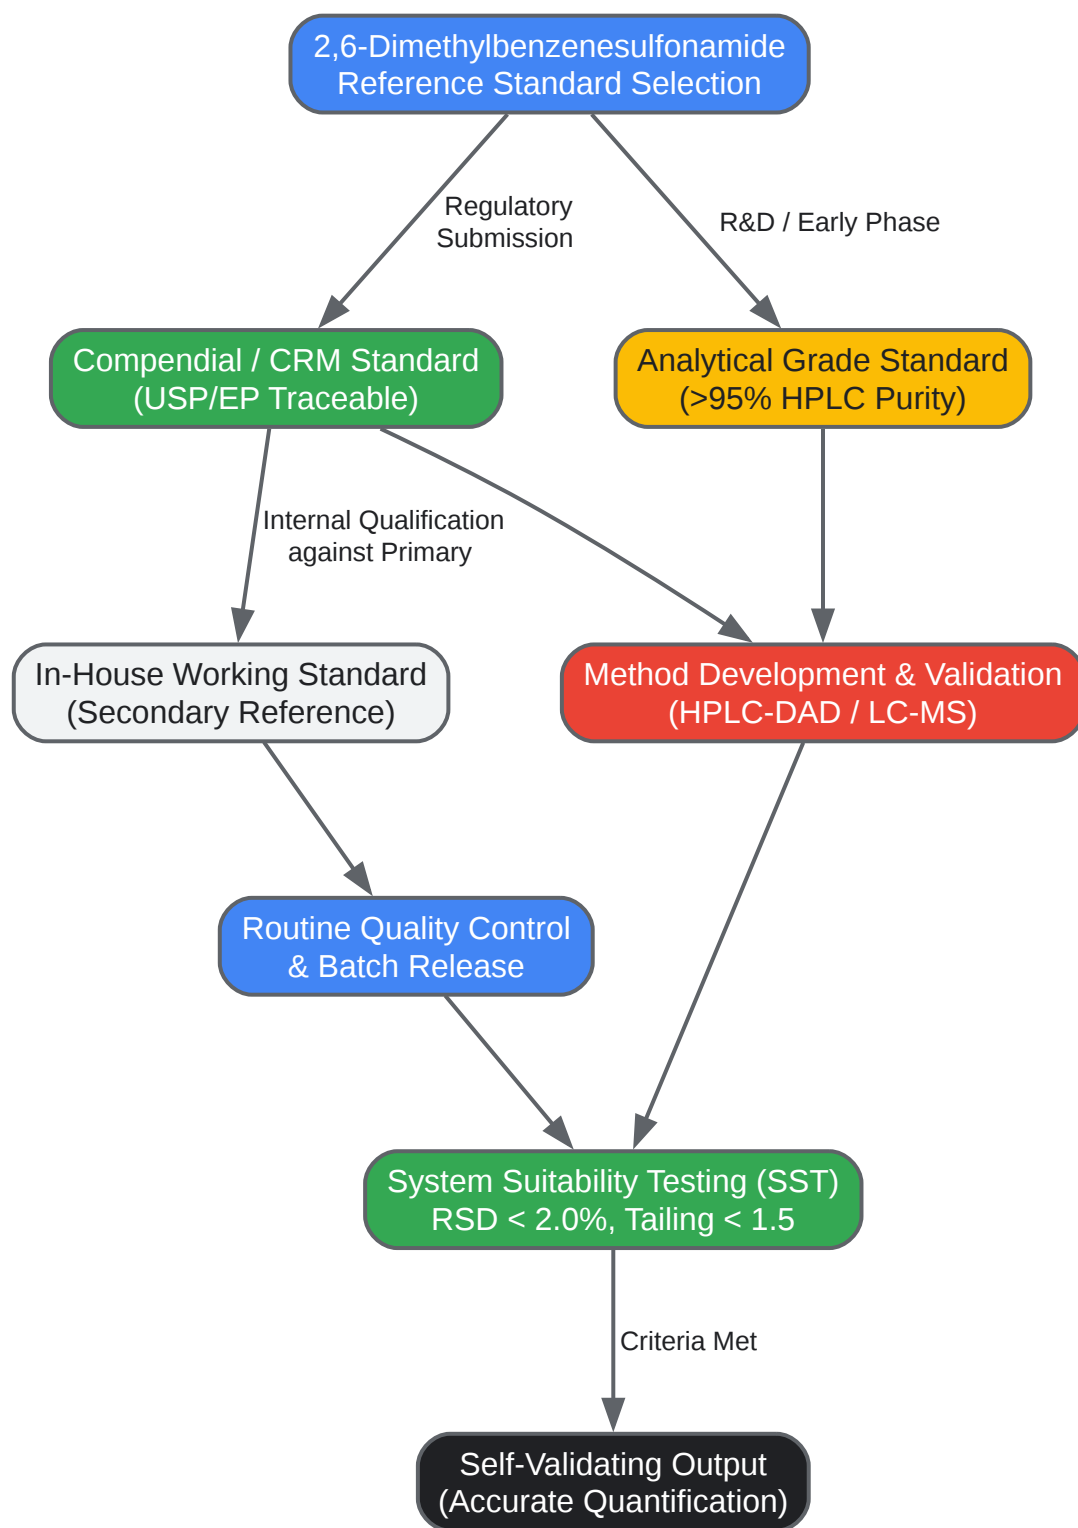 2,6-Dimethylbenzenesulfonamide
Reference Standard Selection
Regulatory
Submission
R&D / Early Phase
Compendial / CRM Standard
(USP/EP Traceable)
Analytical Grade Standard
(>95% HPLC Purity)
Internal Qualification
against Primary
In-House Working Standard
(Secondary Reference)
Method Development & Validation
(HPLC-DAD / LC-MS)
Routine Quality Control
& Batch Release
System Suitability Testing (SST)
RSD < 2.0%, Tailing < 1.5
Criteria Met
Self-Validating Output
(Accurate Quantification)